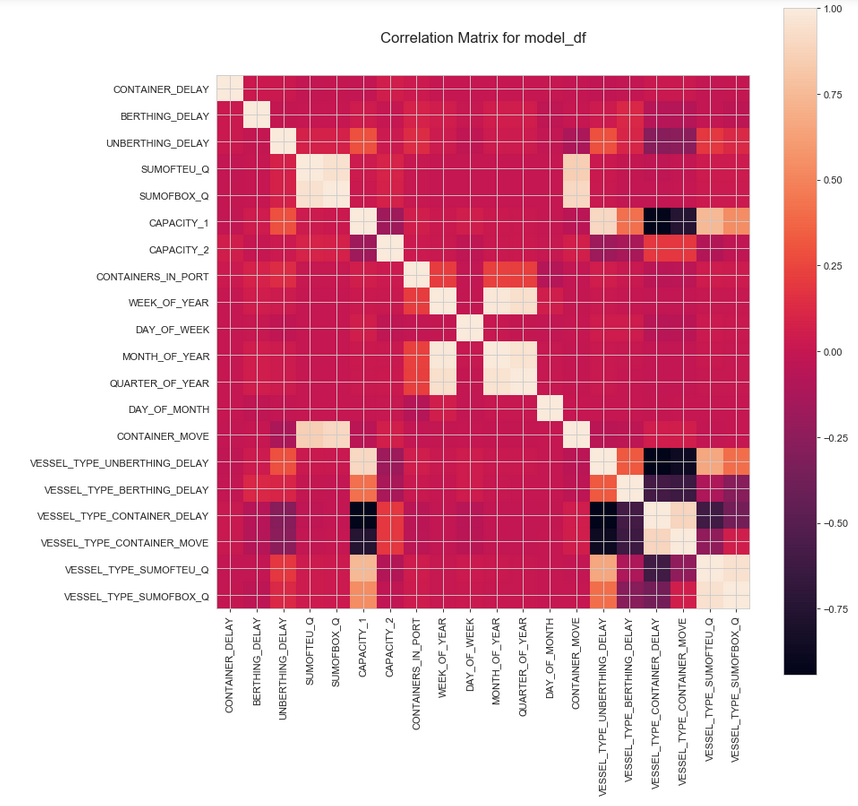 Correlation Matrix for model_df
1.00
0.75
0.50
0.25
0.00
−0.25
−0.50
−0.75
CONTAINER_DELAY
BERTHING_DELAY
UNBERTHING_DELAY
SUMOFTEU_Q
SUMOFBOX_Q
CAPACITY_1
CAPACITY_2
CONTAINERS_IN_PORT
WEEK_OF_YEAR
DAY_OF_WEEK
MONTH_OF_YEAR
QUARTER_OF_YEAR
DAY_OF_MONTH
CONTAINER_MOVE
VESSEL_TYPE_UNBERTHING_DELAY
VESSEL_TYPE_BERTHING_DELAY
VESSEL_TYPE_CONTAINER_DELAY
VESSEL_TYPE_CONTAINER_MOVE
VESSEL_TYPE_SUMOFTEU_Q
VESSEL_TYPE_SUMOFBOX_Q
CONTAINER_DELAY
BERTHING_DELAY
UNBERTHING_DELAY
SUMOFTEU_Q
SUMOFBOX_Q
CAPACITY_1
CAPACITY_2
CONTAINERS_IN_PORT
WEEK_OF_YEAR
DAY_OF_WEEK
MONTH_OF_YEAR
QUARTER_OF_YEAR
DAY_OF_MONTH
CONTAINER_MOVE
VESSEL_TYPE_UNBERTHING_DELAY
VESSEL_TYPE_BERTHING_DELAY
VESSEL_TYPE_CONTAINER_DELAY
VESSEL_TYPE_CONTAINER_MOVE
VESSEL_TYPE_SUMOFTEU_Q
VESSEL_TYPE_SUMOFBOX_Q